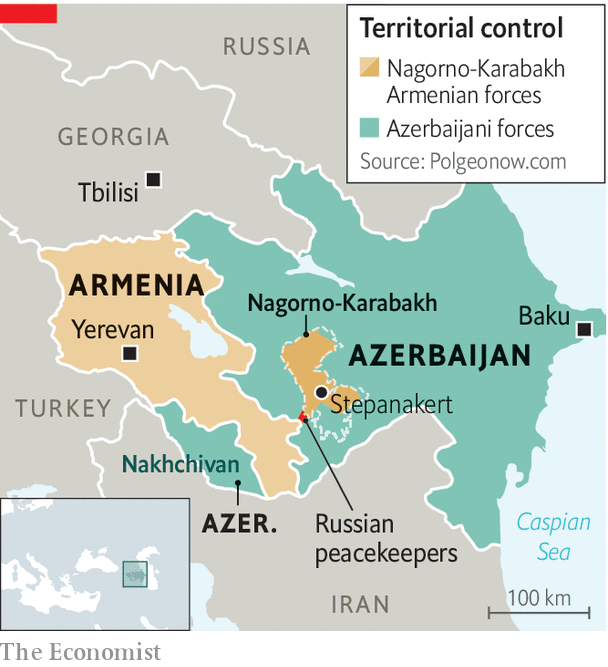 Territorial control
Nagorno-Karabakh
Armenian forces
Azerbaijani forces
Source: Polgeonow.com
RUSSIA
GEORGIA
Tbilisi
ARMENIA
Nagorno-Karabakh
Baku
Yerevan
AZERBAIJAN
TURKEY
Stepanakert
Nakhchivan
AZER.
Russian
peacekeepers
Caspian
Sea
IRAN
100 km
The Economist